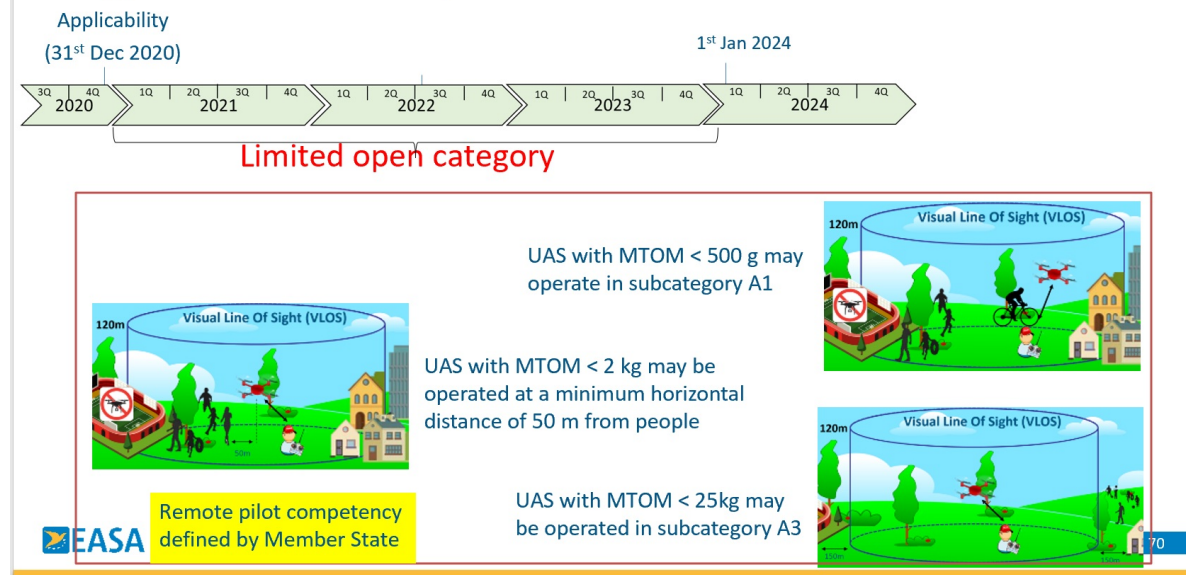 Applicability
(31st Dec 2020)
1st Jan 2024
3Q 4Q 1Q 2Q 3Q 4Q 1Q 2Q 3Q 4Q 1Q 2Q 3Q 4Q 1Q 2Q 3Q 4Q
2020 2021 2022 2023 2024
Limited open category
Visual Line Of Sight (VLOS)
120m
UAS with MTOM < 500 g may
operate in subcategory A1
Visual Line Of Sight (VLOS)
120m
50m
UAS with MTOM < 2 kg may be
operated at a minimum horizontal
distance of 50 m from people
Visual Line Of Sight (VLOS)
120m
150m
150m
UAS with MTOM < 25kg may
be operated in subcategory A3
Remote pilot competency
defined by Member State
EASA
70